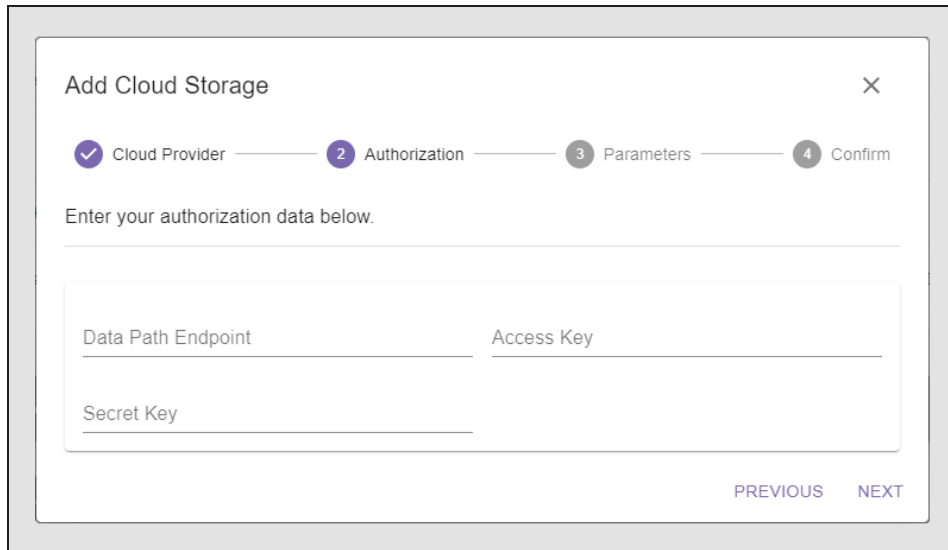 Add Cloud Storage
Cloud Provider 2 Authorization 3 Parameters 4 Confirm
Enter your authorization data below.
Data Path Endpoint Access Key
Secret Key
PREVIOUS NEXT